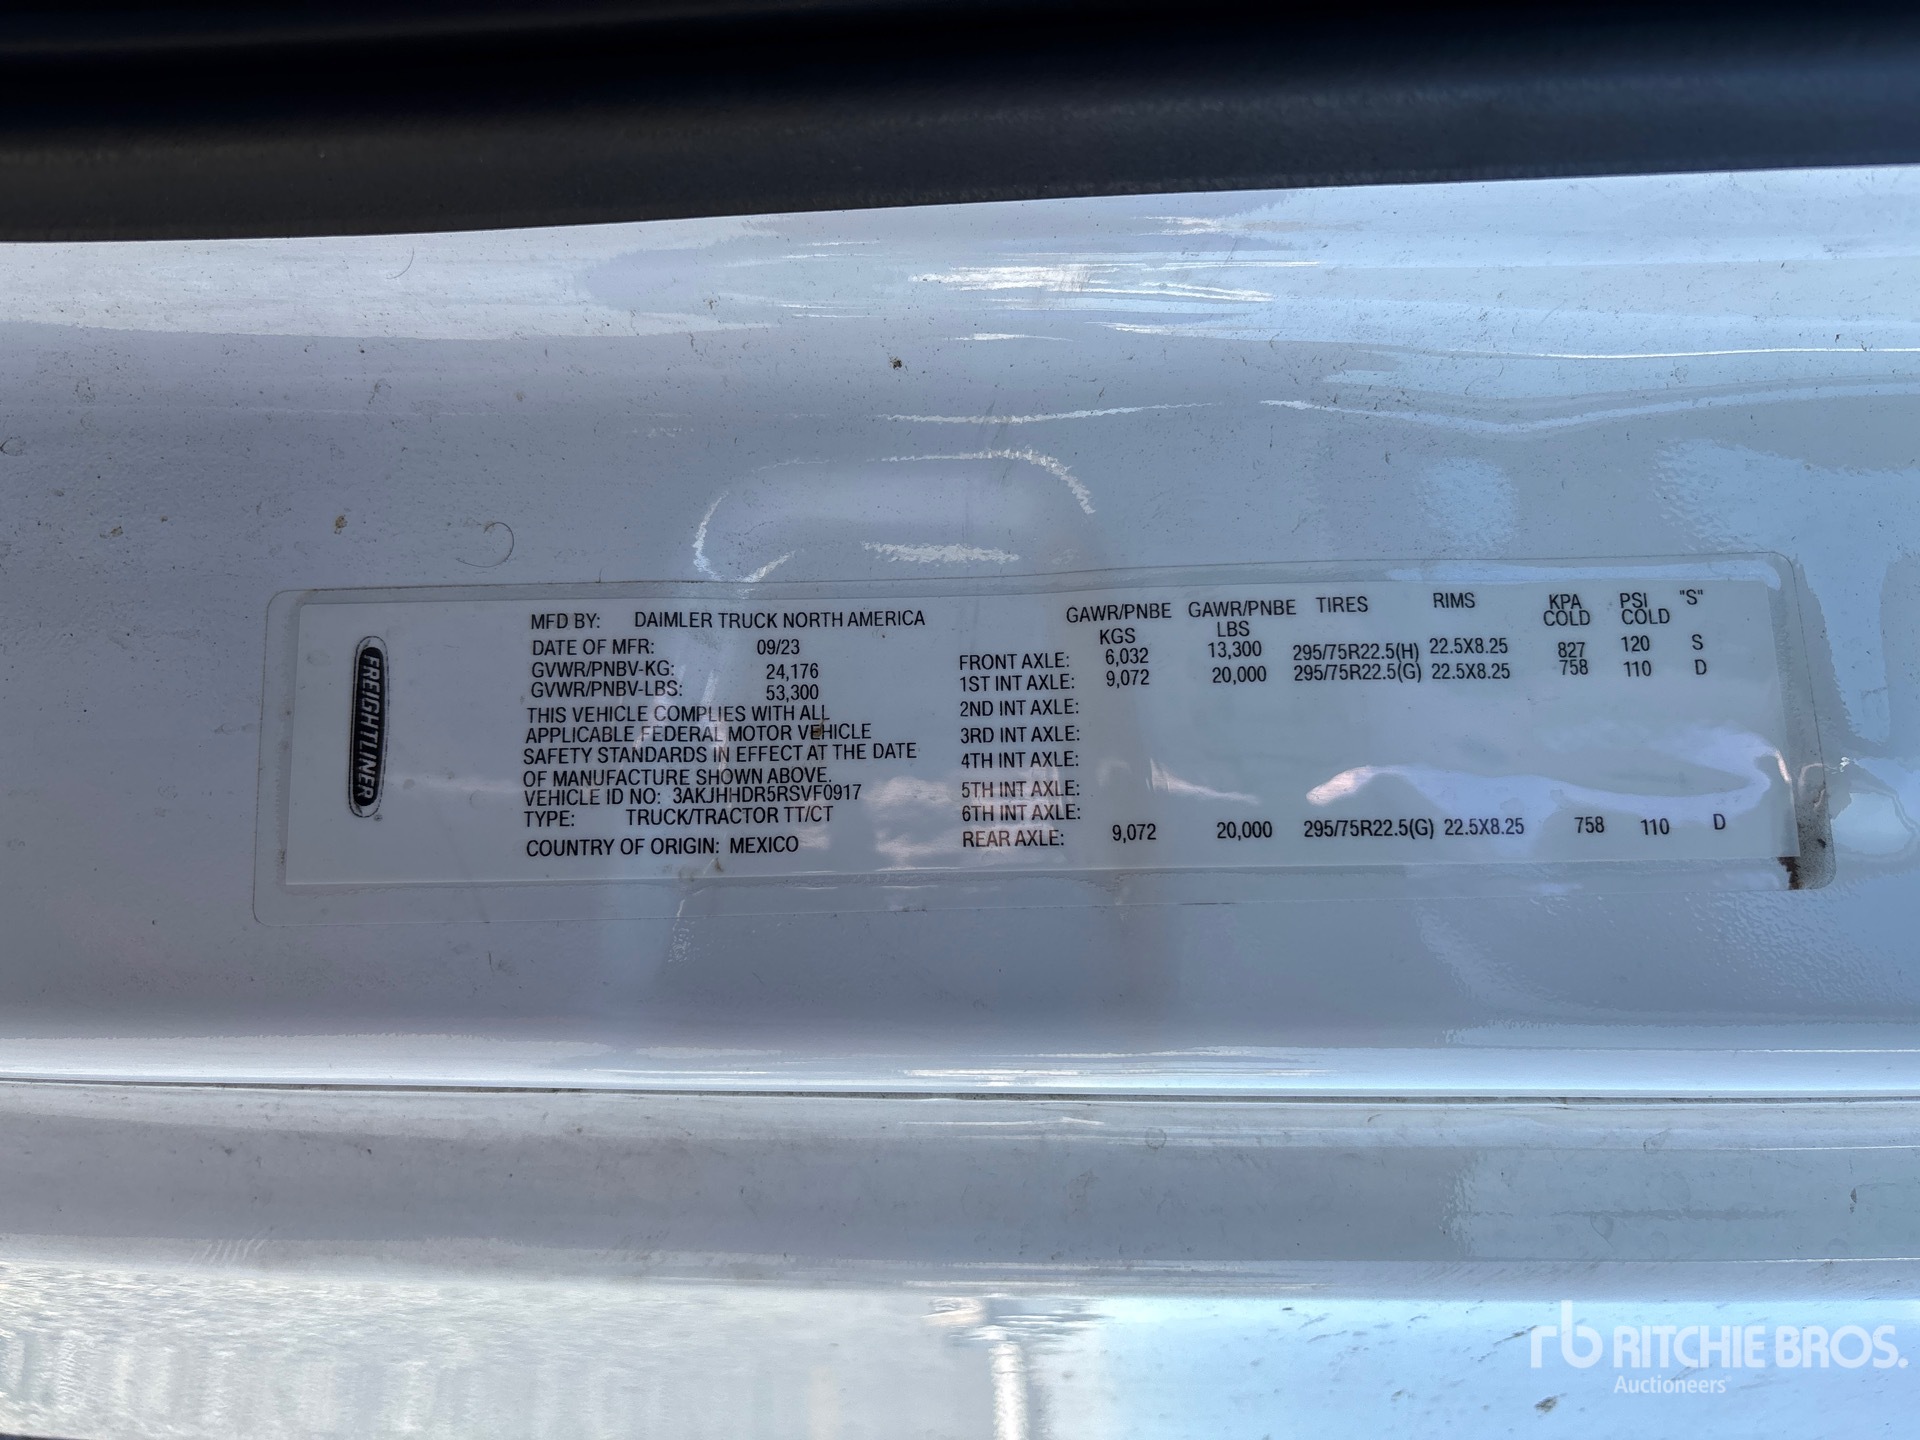 FREIGHTLINER
MFD BY: DAIMLER TRUCK NORTH AMERICA
DATE OF MFR: 09/23
GVWR/PNBV-KG: 24,176
GVWR/PNBV-LBS: 53,300
THIS VEHICLE COMPLIES WITH ALL
APPLICABLE FEDERAL MOTOR VEHICLE
SAFETY STANDARDS IN EFFECT AT THE DATE
OF MANUFACTURE SHOWN ABOVE.
VEHICLE ID NO: 3AKJHHDR5RSVF0917
TYPE: TRUCK/TRACTOR TT/CT
COUNTRY OF ORIGIN: MEXICO
GAWR/PNBE GAWR/PNBE TIRES RIMS KPA PSI "S"
KGS LBS COLD COLD
FRONT AXLE: 6,032 13,300 295/75R22.5(H) 22.5X8.25 827 120 S
1ST INT AXLE: 9,072 20,000 295/75R22.5(G) 22.5X8.25 758 110 D
2ND INT AXLE:
3RD INT AXLE:
4TH INT AXLE:
5TH INT AXLE:
6TH INT AXLE:
REAR AXLE: 9,072 20,000 295/75R22.5(G) 22.5X8.25 758 110 D
rb RITCHIE BROS.
Auctioneers